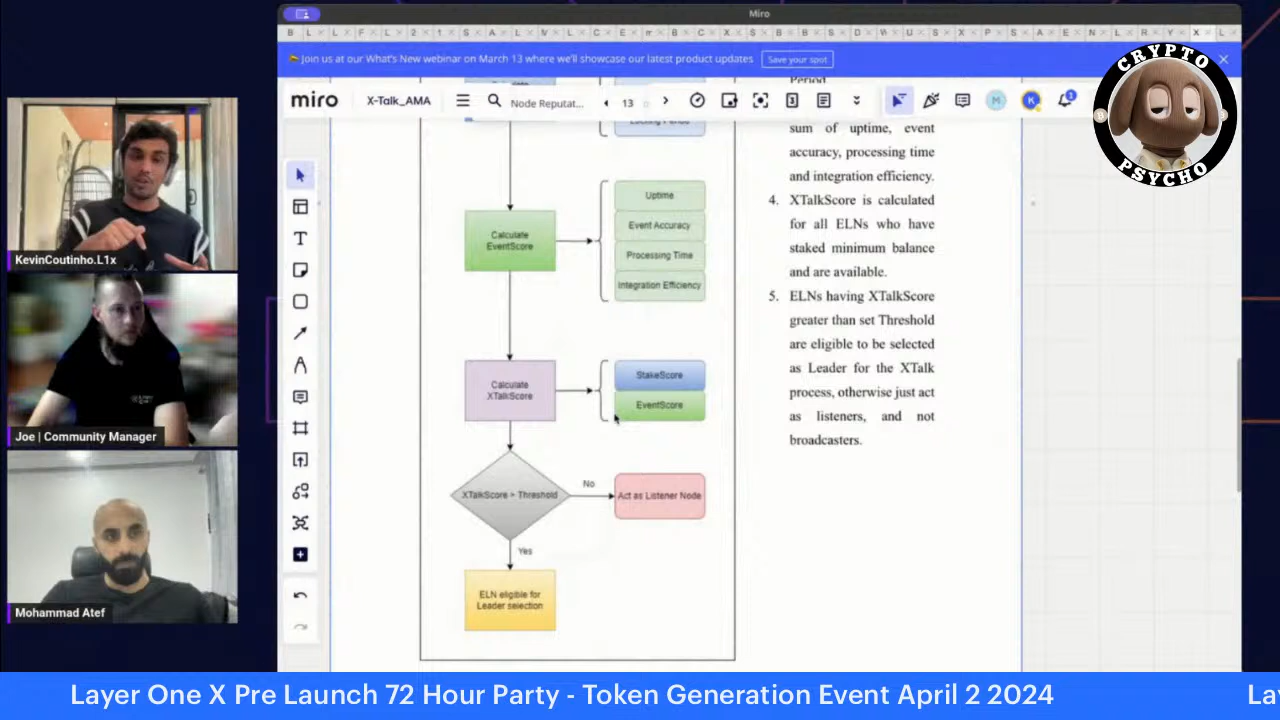 Miro
Join us at our What's New webinar on March 13 where we'll showcase our latest product updates
Save your spot
miro
X-Talk_AMA
Node Reputat...
13
1
CRYPTO
PSYCHO
KevinCoutinho.L1x
Joe | Community Manager
Mohammad Atef
Locking Period
Calculate
EventScore
Uptime
Event Accuracy
Processing Time
Integration Efficiency
Calculate
XTalkScore
StakeScore
EventScore
XTalkScore > Threshold
No
Act as Listener Node
Yes
ELN eligible for
Leader selection
Period
sum of uptime, event
accuracy, processing time
and integration efficiency.
4. XTalkScore is calculated
for all ELNs who have
staked minimum balance
and are available.
5. ELNs having XTalkScore
greater than set Threshold
are eligible to be selected
as Leader for the XTalk
process, otherwise just act
as listeners, and not
broadcasters.
Layer One X Pre Launch 72 Hour Party - Token Generation Event April 2 2024
La